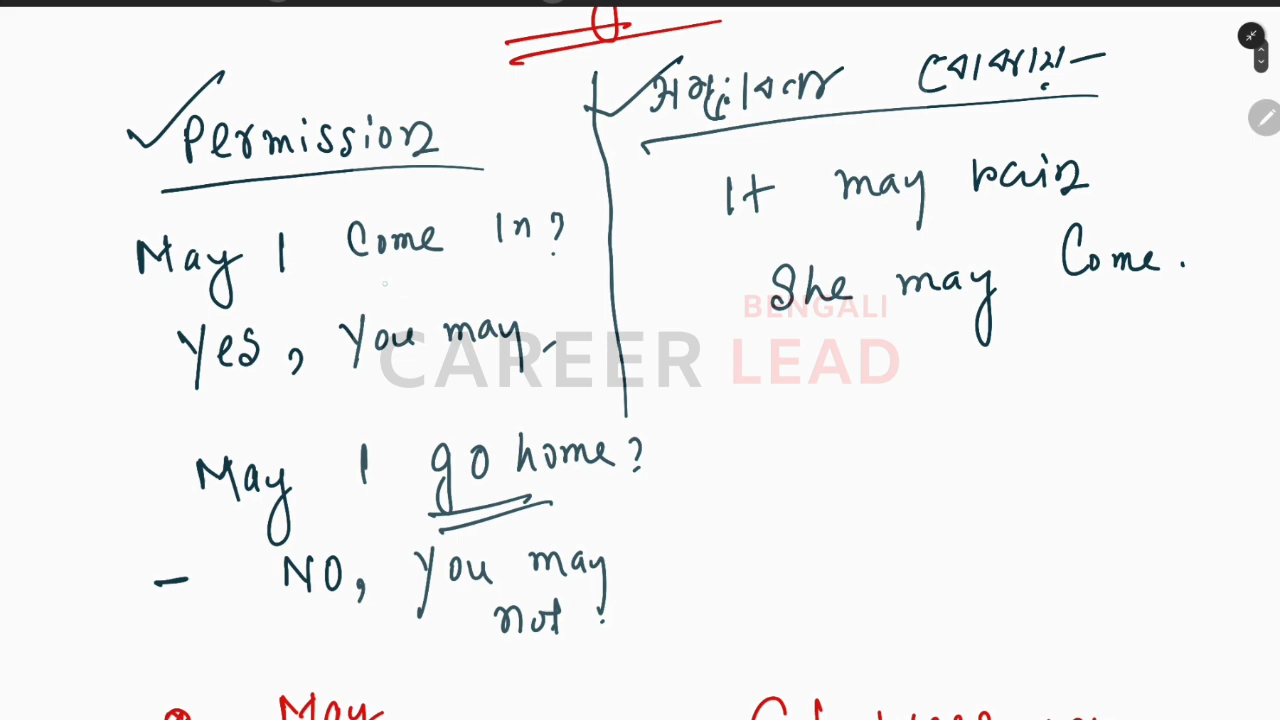 Permission
May I Come In?
Yes, You may.
May I go home?
- NO, You may
not.
সম্ভাবনা বোঝায় -
It may rain
She may Come.
BENGALI
CAREER LEAD
May